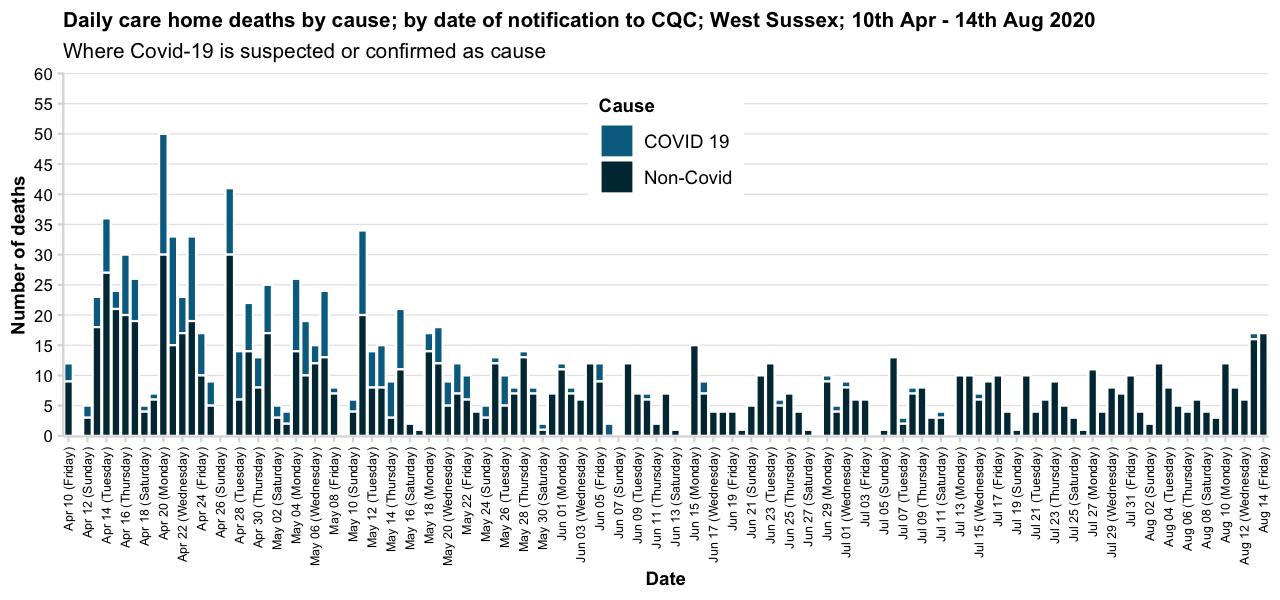 Daily care home deaths by cause; by date of notification to CQC; West Sussex; 10th Apr - 14th Aug 2020
Where Covid-19 is suspected or confirmed as cause
Number of deaths
60
55
50
45
40
35
30
25
20
15
10
5
0
Cause
COVID 19
Non-Covid
Apr 10 (Friday)
Apr 12 (Sunday)
Apr 14 (Tuesday)
Apr 16 (Thursday)
Apr 18 (Saturday)
Apr 20 (Monday)
Apr 22 (Wednesday)
Apr 24 (Friday)
Apr 26 (Sunday)
Apr 28 (Tuesday)
Apr 30 (Thursday)
May 02 (Saturday)
May 04 (Monday)
May 06 (Wednesday)
May 08 (Friday)
May 10 (Sunday)
May 12 (Tuesday)
May 14 (Thursday)
May 16 (Saturday)
May 18 (Monday)
May 20 (Wednesday)
May 22 (Friday)
May 24 (Sunday)
May 26 (Tuesday)
May 28 (Thursday)
May 30 (Saturday)
Jun 01 (Monday)
Jun 03 (Wednesday)
Jun 05 (Friday)
Jun 07 (Sunday)
Jun 09 (Tuesday)
Jun 11 (Thursday)
Jun 13 (Saturday)
Jun 15 (Monday)
Jun 17 (Wednesday)
Jun 19 (Friday)
Jun 21 (Sunday)
Jun 23 (Tuesday)
Jun 25 (Thursday)
Jun 27 (Saturday)
Jun 29 (Monday)
Jul 01 (Wednesday)
Jul 03 (Friday)
Jul 05 (Sunday)
Jul 07 (Tuesday)
Jul 09 (Thursday)
Jul 11 (Saturday)
Jul 13 (Monday)
Jul 15 (Wednesday)
Jul 17 (Friday)
Jul 19 (Sunday)
Jul 21 (Tuesday)
Jul 23 (Thursday)
Jul 25 (Saturday)
Jul 27 (Monday)
Jul 29 (Wednesday)
Jul 31 (Friday)
Aug 02 (Sunday)
Aug 04 (Tuesday)
Aug 06 (Thursday)
Aug 08 (Saturday)
Aug 10 (Monday)
Aug 12 (Wednesday)
Aug 14 (Friday)
Date